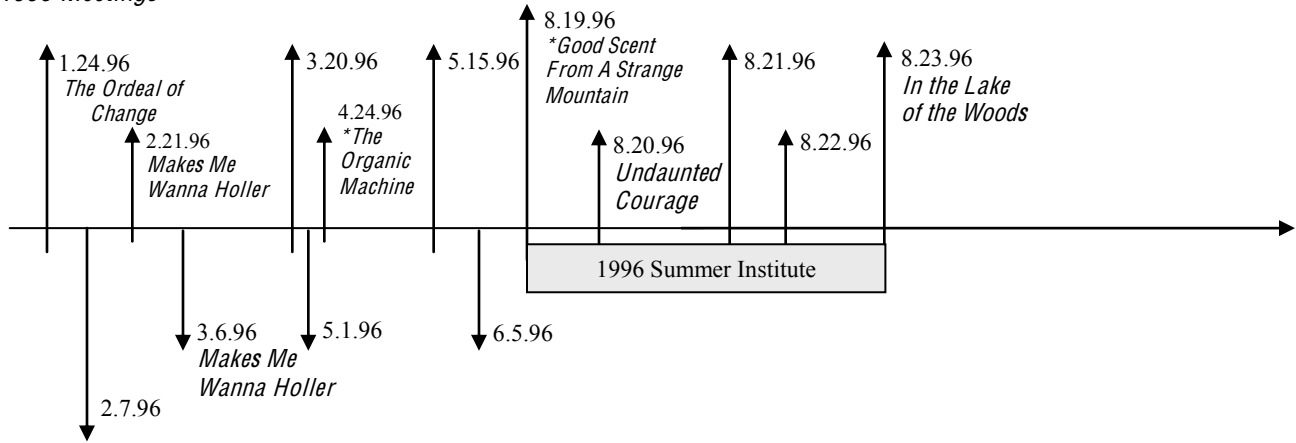 1996 Meetings
1.24.96
The Ordeal of
Change
2.21.96
Makes Me
Wanna Holler
3.20.96
4.24.96
*The
Organic
Machine
5.15.96
8.19.96
*Good Scent
From A Strange
Mountain
8.20.96
Undaunted
Courage
8.21.96
8.22.96
8.23.96
In the Lake
of the Woods
1996 Summer Institute
2.7.96
3.6.96
Makes Me
Wanna Holler
5.1.96
6.5.96